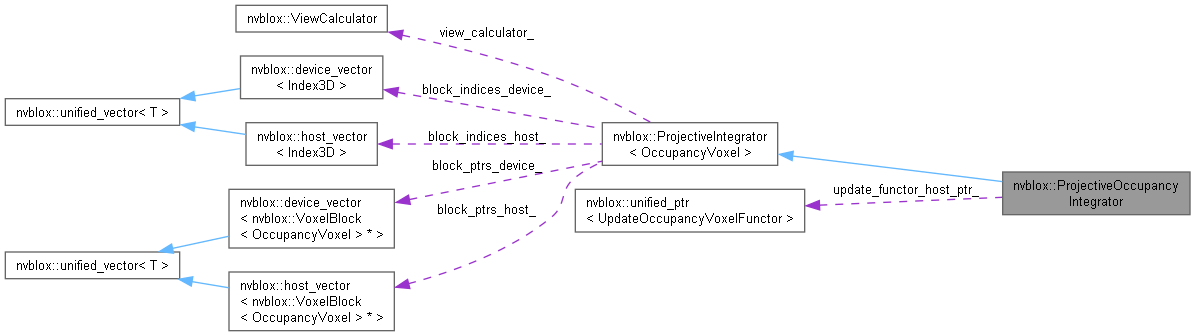 nvblox::ViewCalculator
view_calculator_
nvblox::device_vector
< Index3D >
block_indices_device_
nvblox::unified_vector< T >
nvblox::host_vector
< Index3D >
block_indices_host_
nvblox::ProjectiveIntegrator
< OccupancyVoxel >
block_ptrs_device_
nvblox::device_vector
< nvblox::VoxelBlock
< OccupancyVoxel > * >
block_ptrs_host_
nvblox::unified_ptr
< UpdateOccupancyVoxelFunctor >
update_functor_host_ptr_
nvblox::ProjectiveOccupancy
Integrator
nvblox::unified_vector< T >
nvblox::host_vector
< nvblox::VoxelBlock
< OccupancyVoxel > * >